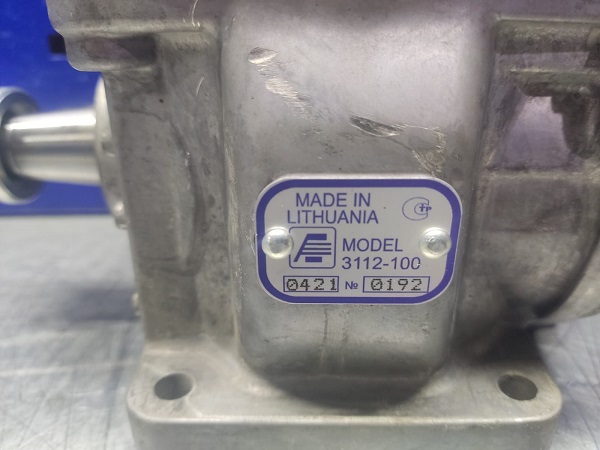 MADE IN
LITHUANIA
MODEL
3112-100
0421 № 0192